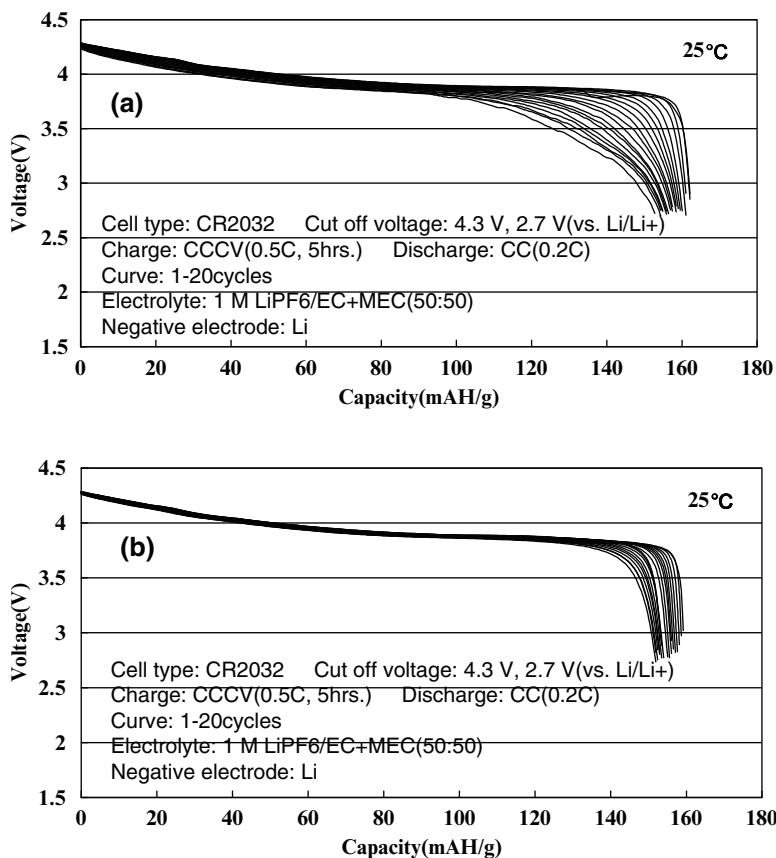 4.5
25°C
4
(a)
3.5
Voltage(V)
3
Cell type: CR2032 Cut off voltage: 4.3 V, 2.7 V(vs. Li/Li+)
2.5
Charge: CCCV(0.5C, 5hrs.) Discharge: CC(0.2C)
Curve: 1-20cycles
2
Electrolyte: 1 M LiPF6/EC+MEC(50:50)
Negative electrode: Li
1.5
0 20 40 60 80 100 120 140 160 180
Capacity(mAH/g)
4.5
25°C
4
(b)
3.5
Voltage(V)
3
Cell type: CR2032 Cut off voltage: 4.3 V, 2.7 V(vs. Li/Li+)
2.5
Charge: CCCV(0.5C, 5hrs.) Discharge: CC(0.2C)
Curve: 1-20cycles
2
Electrolyte: 1 M LiPF6/EC+MEC(50:50)
Negative electrode: Li
1.5
0 20 40 60 80 100 120 140 160 180
Capacity(mAH/g)